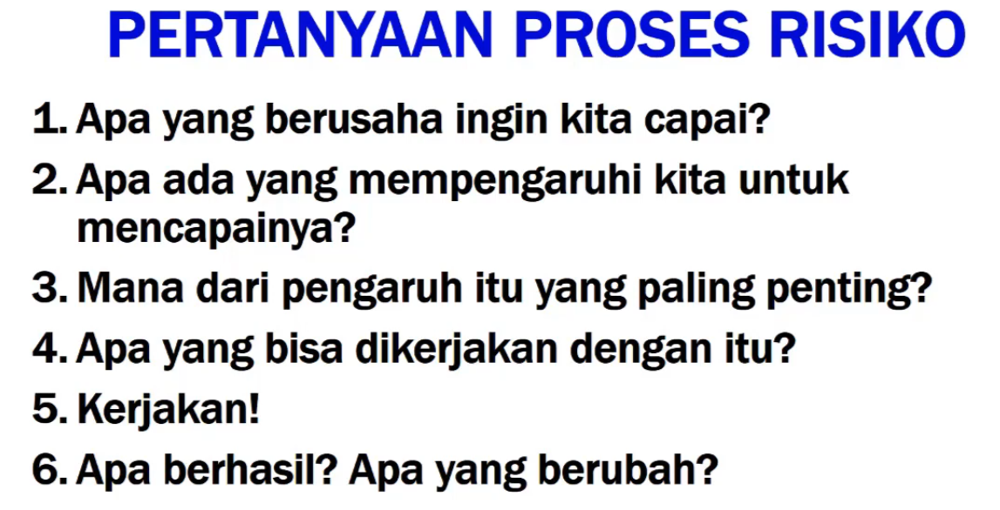 PERTANYAAN PROSES RISIKO
1. Apa yang berusaha ingin kita capai?
2. Apa ada yang mempengaruhi kita untuk
mencapainya?
3. Mana dari pengaruh itu yang paling penting?
4. Apa yang bisa dikerjakan dengan itu?
5. Kerjakan!
6. Apa berhasil? Apa yang berubah?